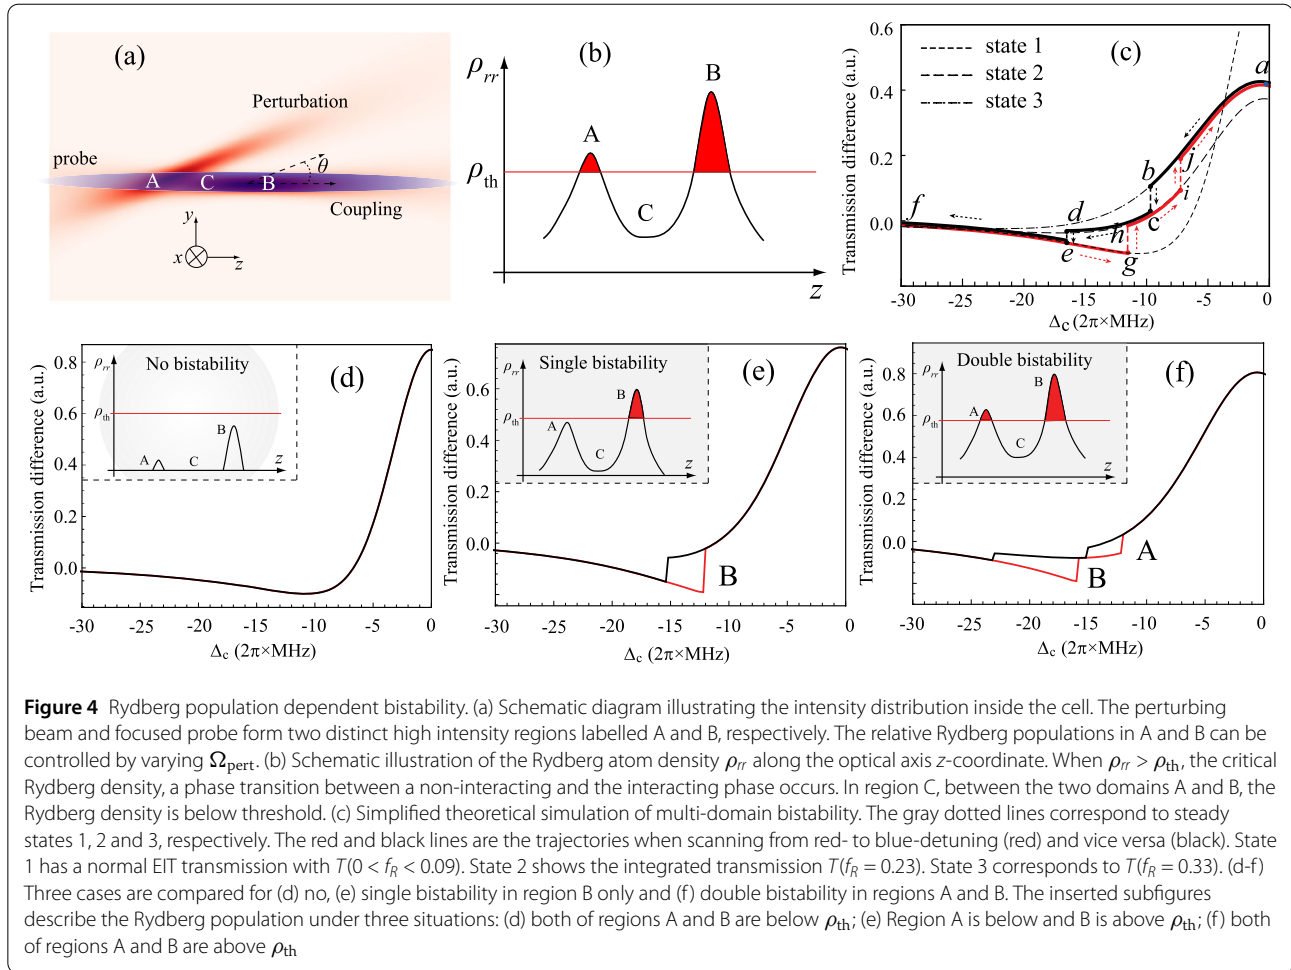 (a)
Perturbation
probe
A
C
B
θ
Coupling
y
x
z
(b)
ρrr
ρth
A
B
C
z
(c)
state 1
state 2
state 3
Transmission difference (a.u.)
0.6
0.4
0.2
0.0
-30
-25
-20
-15
-10
-5
0
Δc (2π×MHz)
a
b
c
d
e
f
g
h
i
j
(d)
No bistability
ρrr
ρth
A
C
B
z
Transmission difference (a.u.)
0.8
0.6
0.4
0.2
0.0
-30
-25
-20
-15
-10
-5
0
Δc (2π×MHz)
(e)
Single bistability
ρrr
ρth
A
C
B
z
B
Transmission difference (a.u.)
0.6
0.4
0.2
0.0
-30
-25
-20
-15
-10
-5
0
Δc (2π×MHz)
(f)
Double bistability
ρrr
ρth
A
C
B
z
A
B
Transmission difference (a.u.)
0.8
0.6
0.4
0.2
0.0
-30
-25
-20
-15
-10
-5
0
Δc (2π×MHz)
Figure 4 Rydberg population dependent bistability. (a) Schematic diagram illustrating the intensity distribution inside the cell. The perturbing
beam and focused probe form two distinct high intensity regions labelled A and B, respectively. The relative Rydberg populations in A and B can be
controlled by varying Ωpert. (b) Schematic illustration of the Rydberg atom density ρrr along the optical axis z-coordinate. When ρrr > ρth, the critical
Rydberg density, a phase transition between a non-interacting and the interacting phase occurs. In region C, between the two domains A and B, the
Rydberg density is below threshold. (c) Simplified theoretical simulation of multi-domain bistability. The gray dotted lines correspond to steady
states 1, 2 and 3, respectively. The red and black lines are the trajectories when scanning from red- to blue-detuning (red) and vice versa (black). State
1 has a normal EIT transmission with T(0 < fR < 0.09). State 2 shows the integrated transmission T(fR = 0.23). State 3 corresponds to T(fR = 0.33). (d-f)
Three cases are compared for (d) no, (e) single bistability in region B only and (f) double bistability in regions A and B. The inserted subfigures
describe the Rydberg population under three situations: (d) both of regions A and B are below ρth; (e) Region A is below and B is above ρth; (f) both
of regions A and B are above ρth